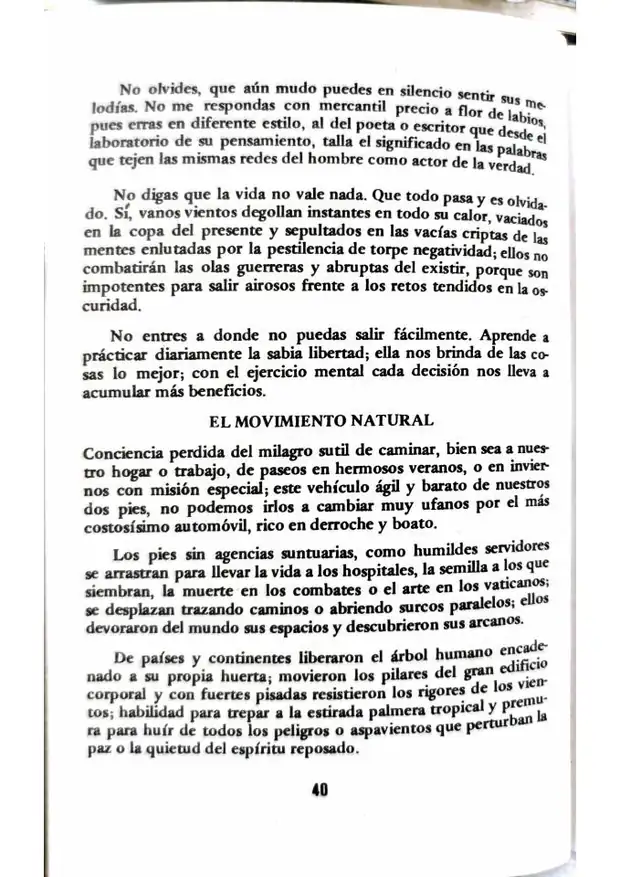 No olvides, que aún mudo puedes en silencio sentir sus me-
lodías. No me respondas con mercantil precio a flor de labios,
pues erras en diferente estilo, al del poeta o escritor que desde el
laboratorio de su pensamiento, talla el significado en las palabras
que tejen las mismas redes del hombre como actor de la verdad.
No digas que la vida no vale nada. Que todo pasa y es olvida-
do. Sí, vanos vientos degollan instantes en todo su calor, vaciados
en la copa del presente y sepultados en las vacías criptas de las
mentes enlutadas por la pestilencia de torpe negatividad; ellos no
combatirán las olas guerreras y abruptas del existir, porque son
impotentes para salir airosos frente a los retos tendidos en la os-
curidad.
No entres a donde no puedas salir fácilmente. Aprende a
prácticar diariamente la sabia libertad; ella nos brinda de las co-
sas lo mejor; con el ejercicio mental cada decisión nos lleva a
acumular más beneficios.
EL MOVIMIENTO NATURAL
Conciencia perdida del milagro sutil de caminar, bien sea a nues-
tro hogar o trabajo, de paseos en hermosos veranos, o en invier-
nos con misión especial; este vehículo ágil y barato de nuestros
dos pies, no podemos irlos a cambiar muy ufanos por el más
costosísimo automóvil, rico en derroche y boato.
Los pies sin agencias suntuarias, como humildes servidores
se arrastran para llevar la vida a los hospitales, la semilla a los que
siembran, la muerte en los combates o el arte en los vaticanos;
se desplazan trazando caminos o abriendo surcos paralelos; ellos
devoraron del mundo sus espacios y descubrieron sus arcanos.
De países y continentes liberaron el árbol humano encade-
nado a su propia huerta; movieron los pilares del gran edificio
corporal y con fuertes pisadas resistieron los rigores de los vien-
tos; habilidad para trepar a la estirada palmera tropical y premu-
ra para huír de todos los peligros o aspavientos que perturban la
paz o la quietud del espíritu reposado.
40